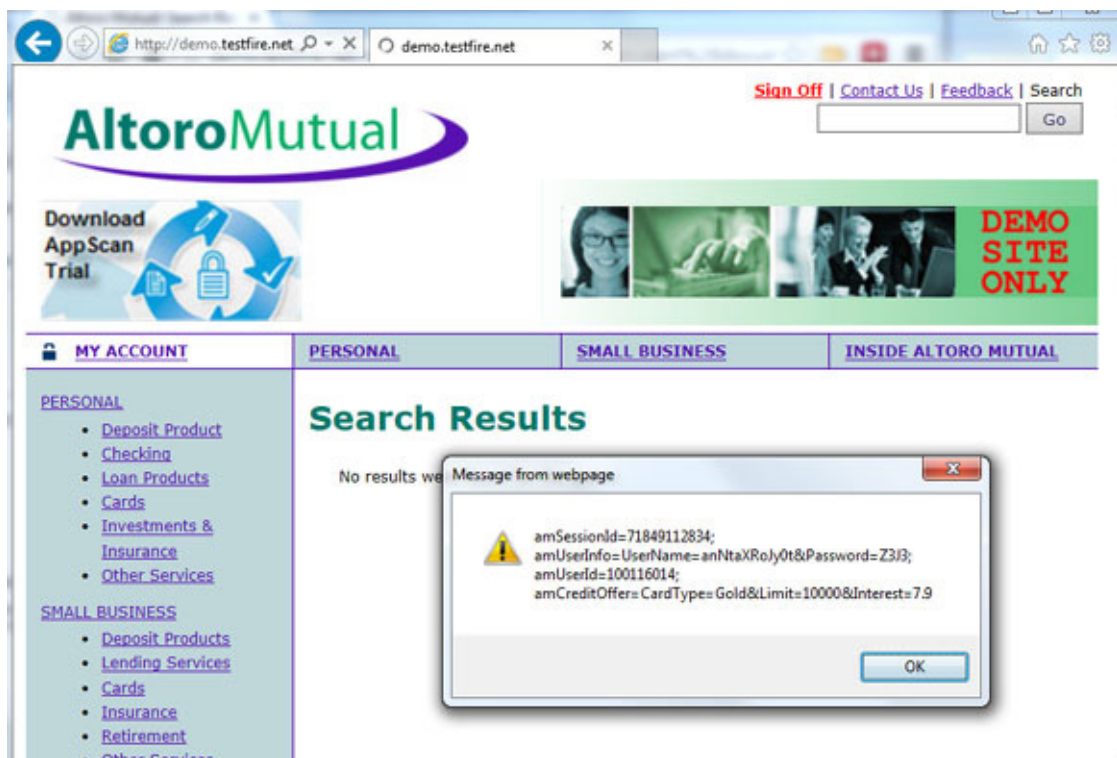 http://demo.testfire.net
demo.testfire.net
Sign Off | Contact Us | Feedback | Search
Go
AltoroMutual
Download
AppScan
Trial
DEMO
SITE
ONLY
MY ACCOUNT
PERSONAL
SMALL BUSINESS
INSIDE ALTORO MUTUAL
PERSONAL
Deposit Product
Checking
Loan Products
Cards
Investments &
Insurance
Other Services
SMALL BUSINESS
Deposit Products
Lending Services
Cards
Insurance
Retirement
Other Services
Search Results
No results we
Message from webpage
amSessionId=71849112834;
amUserInfo=UserName=anNtaXRoJy0t&Password=Z3J3;
amUserId=100116014;
amCreditOffer=CardType=Gold&Limit=10000&Interest=7.9
OK